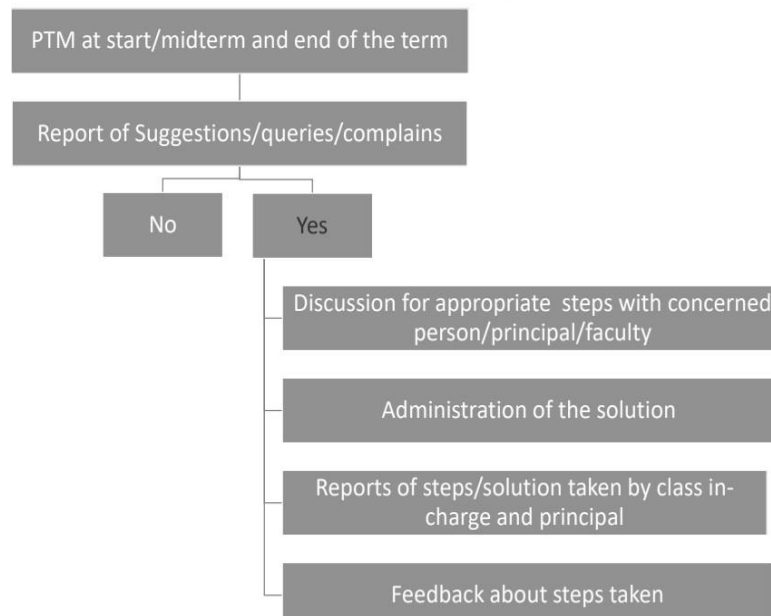 PTM at start/midterm and end of the term
Report of Suggestions/queries/complains
No
Yes
Discussion for appropriate steps with concerned
person/principal/faculty
Administration of the solution
Reports of steps/solution taken by class in-
charge and principal
Feedback about steps taken